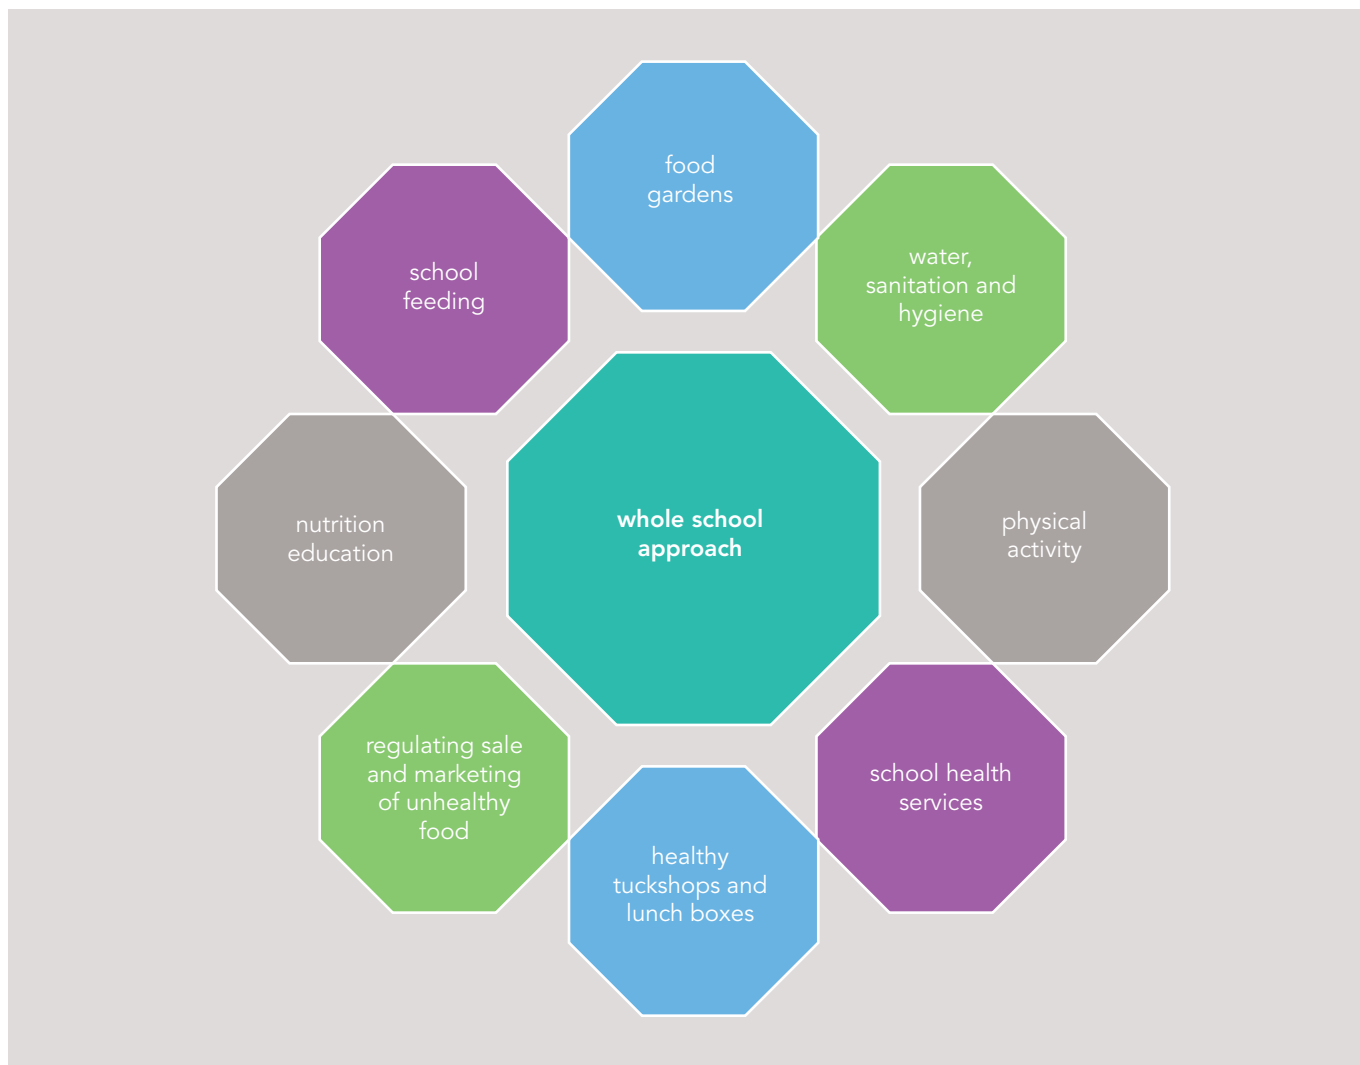 food
gardens
water,
sanitation and
hygiene
physical
activity
school health
services
healthy
tuckshops and
lunch boxes
regulating sale
and marketing
of unhealthy
food
nutrition
education
school
feeding
whole school
approach